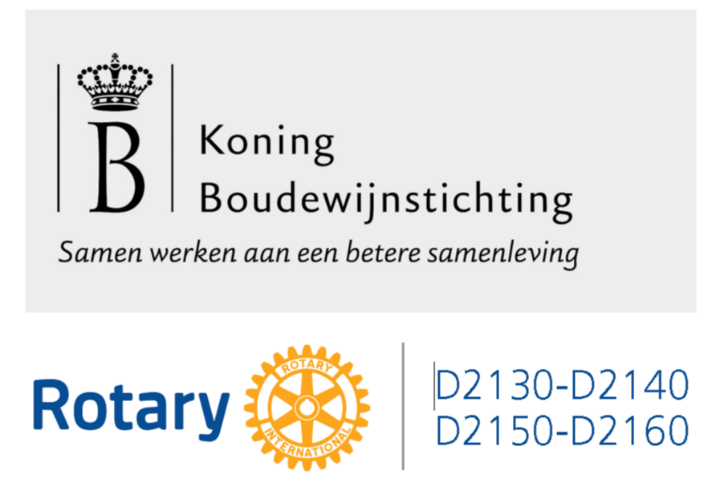 B
Koning
Boudewijnstichting
Samen werken aan een betere samenleving
Rotary
ROTARY
INTERNATIONAL
D2130-D2140
D2150-D2160